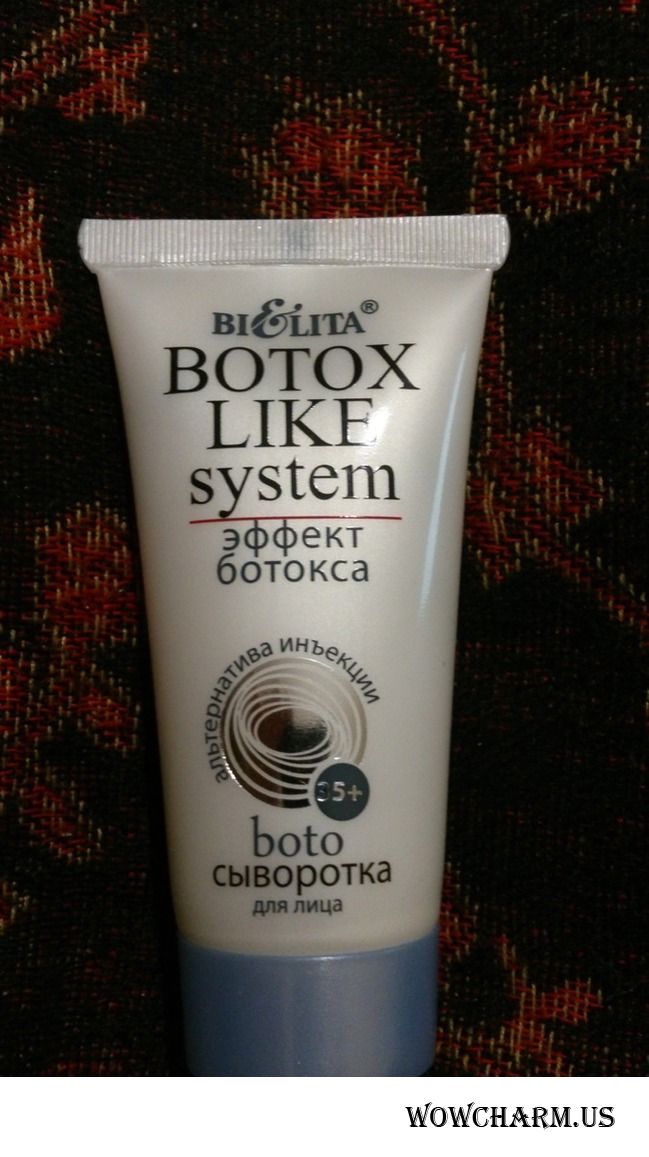 BIELITA®
BOTOX
LIKE
system
эффект
ботокса
альтернатива инъекции
35+
boto
сыворотка
для лица
WOWCHARM.US